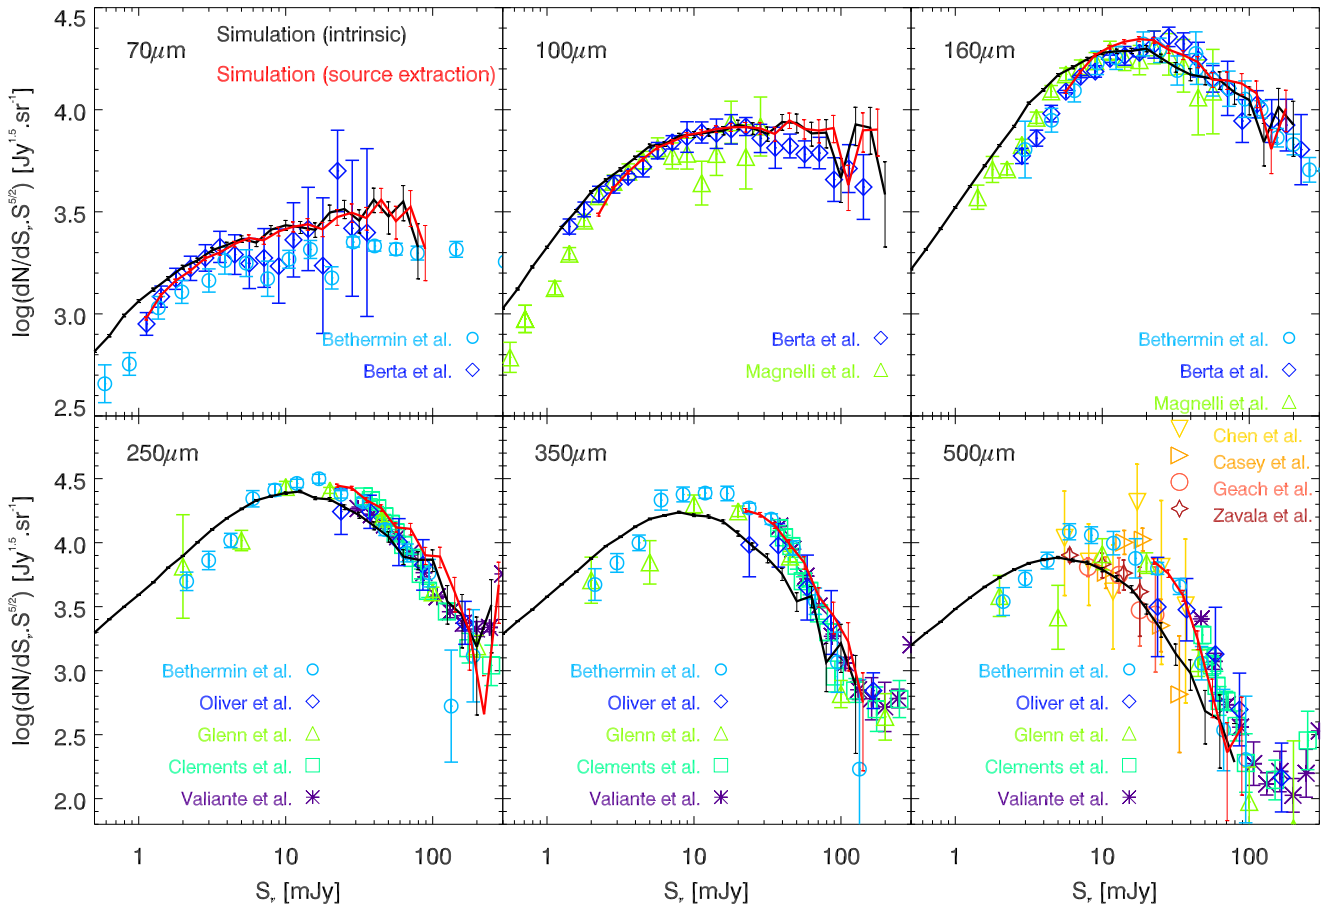 4.5
4.0
3.5
3.0
2.5
log(dN/dSν.S5/2) [Jy1.5.sr-1]
70μm
Simulation (intrinsic)
Simulation (source extraction)
Bethermin et al.
Berta et al.
100μm
Berta et al.
Magnelli et al.
160μm
Bethermin et al.
Berta et al.
Magnelli et al.
4.5
4.0
3.5
3.0
2.5
2.0
log(dN/dSν.S5/2) [Jy1.5.sr-1]
250μm
Bethermin et al.
Oliver et al.
Glenn et al.
Clements et al.
Valiante et al.
350μm
Bethermin et al.
Oliver et al.
Glenn et al.
Clements et al.
Valiante et al.
500μm
Chen et al.
Casey et al.
Geach et al.
Zavala et al.
Bethermin et al.
Oliver et al.
Glenn et al.
Clements et al.
Valiante et al.
1 10 100
1 10 100
1 10 100
Sν [mJy]
Sν [mJy]
Sν [mJy]